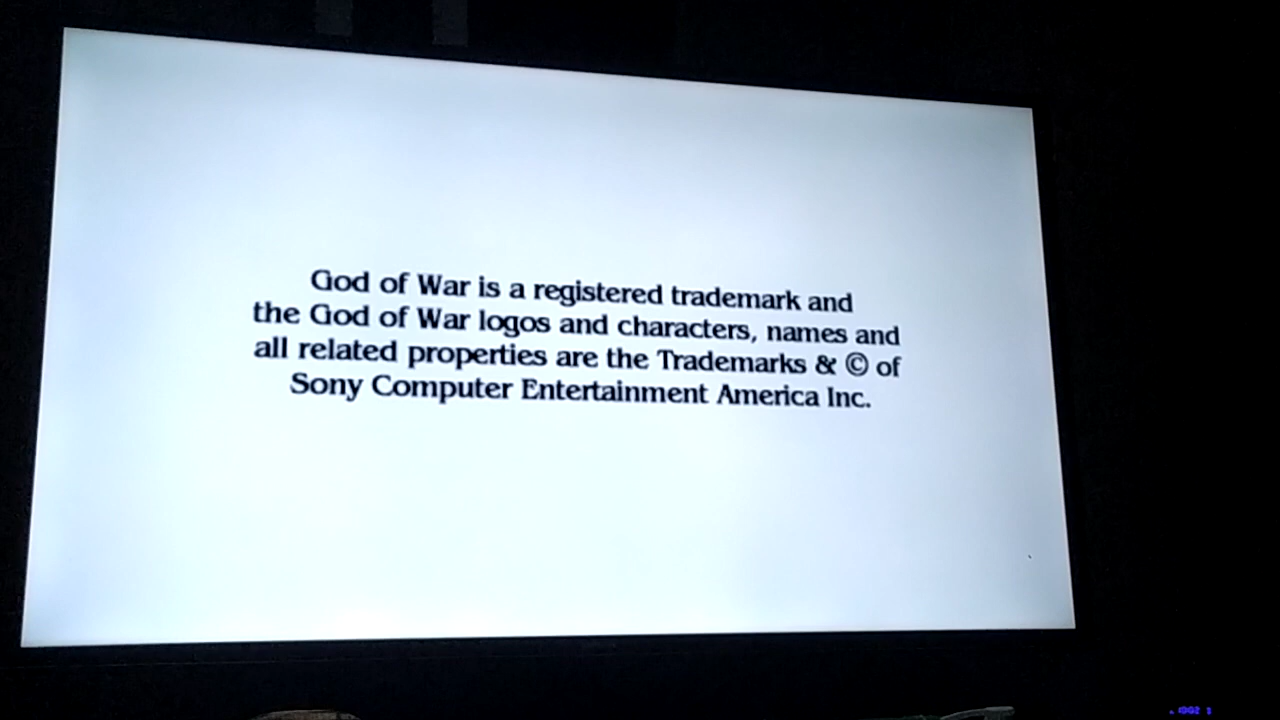 God of War is a registered trademark and
the God of War logos and characters, names and
all related properties are the Trademarks & © of
Sony Computer Entertainment America Inc.